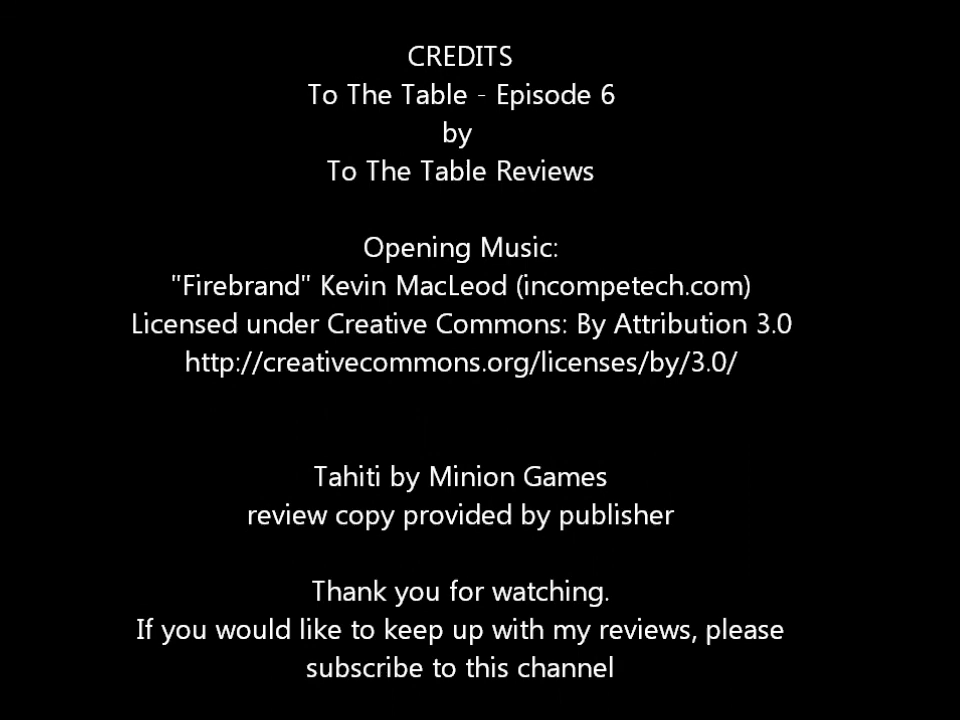 CREDITS
To The Table - Episode 6
by
To The Table Reviews
Opening Music:
"Firebrand" Kevin MacLeod (incompetech.com)
Licensed under Creative Commons: By Attribution 3.0
http://creativecommons.org/licenses/by/3.0/
Tahiti by Minion Games
review copy provided by publisher
Thank you for watching.
If you would like to keep up with my reviews, please
subscribe to this channel